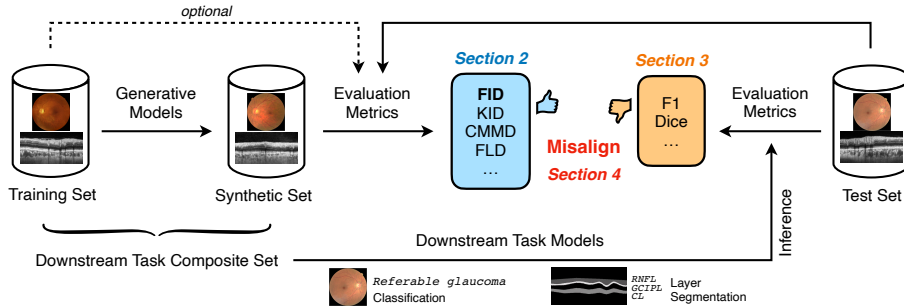 optional
Section 2
Section 3
Generative
Models
Evaluation
Metrics
FID
KID
CMMD
FLD
...
F1
Dice
...
Evaluation
Metrics
Misalign
Section 4
Training Set
Synthetic Set
Test Set
Inference
Downstream Task Models
Downstream Task Composite Set
Referable glaucoma
Classification
RNFL
GCIPL
CL
Layer
Segmentation